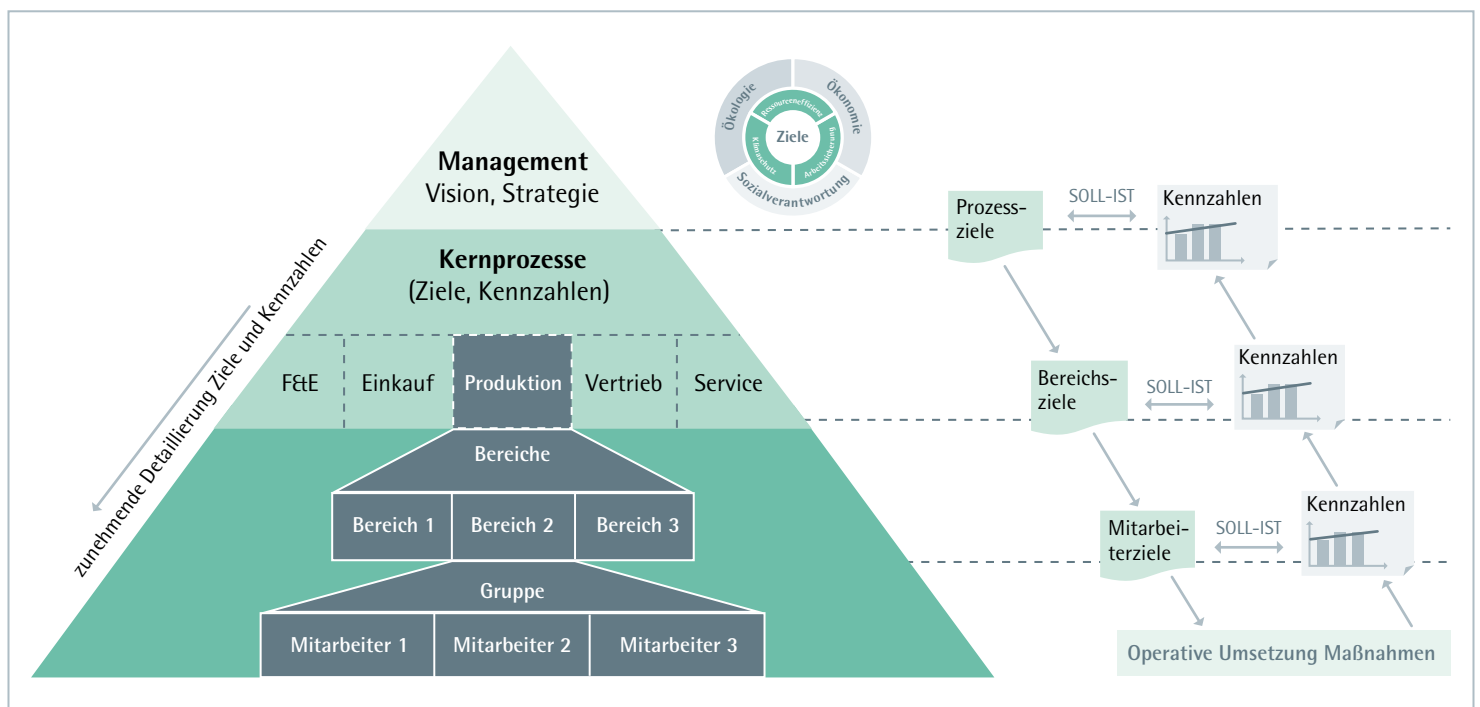 Management
Vision, Strategie
Kernprozesse
(Ziele, Kennzahlen)
F&E
Einkauf
Produktion
Vertrieb
Service
Bereiche
Bereich 1
Bereich 2
Bereich 3
Gruppe
Mitarbeiter 1
Mitarbeiter 2
Mitarbeiter 3
zunehmende Detaillierung Ziele und Kennzahlen
Ökologie
Ökonomie
Sozialverantwortung
Ressourceneffizienz
Klimaschutz
Arbeitssicherung
Ziele
Prozess-
ziele
SOLL-IST
Kennzahlen
Bereichs-
ziele
SOLL-IST
Kennzahlen
Mitarbei-
terziele
SOLL-IST
Kennzahlen
Operative Umsetzung Maßnahmen